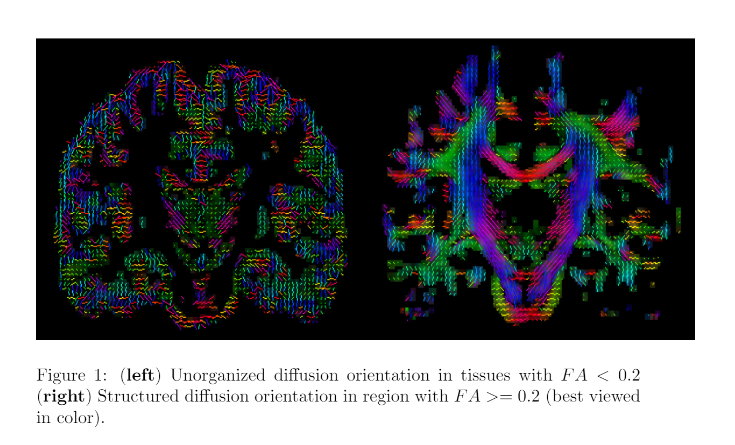 Figure 1: (left) Unorganized diffusion orientation in tissues with FA < 0.2
(right) Structured diffusion orientation in region with FA >= 0.2 (best viewed
in color).